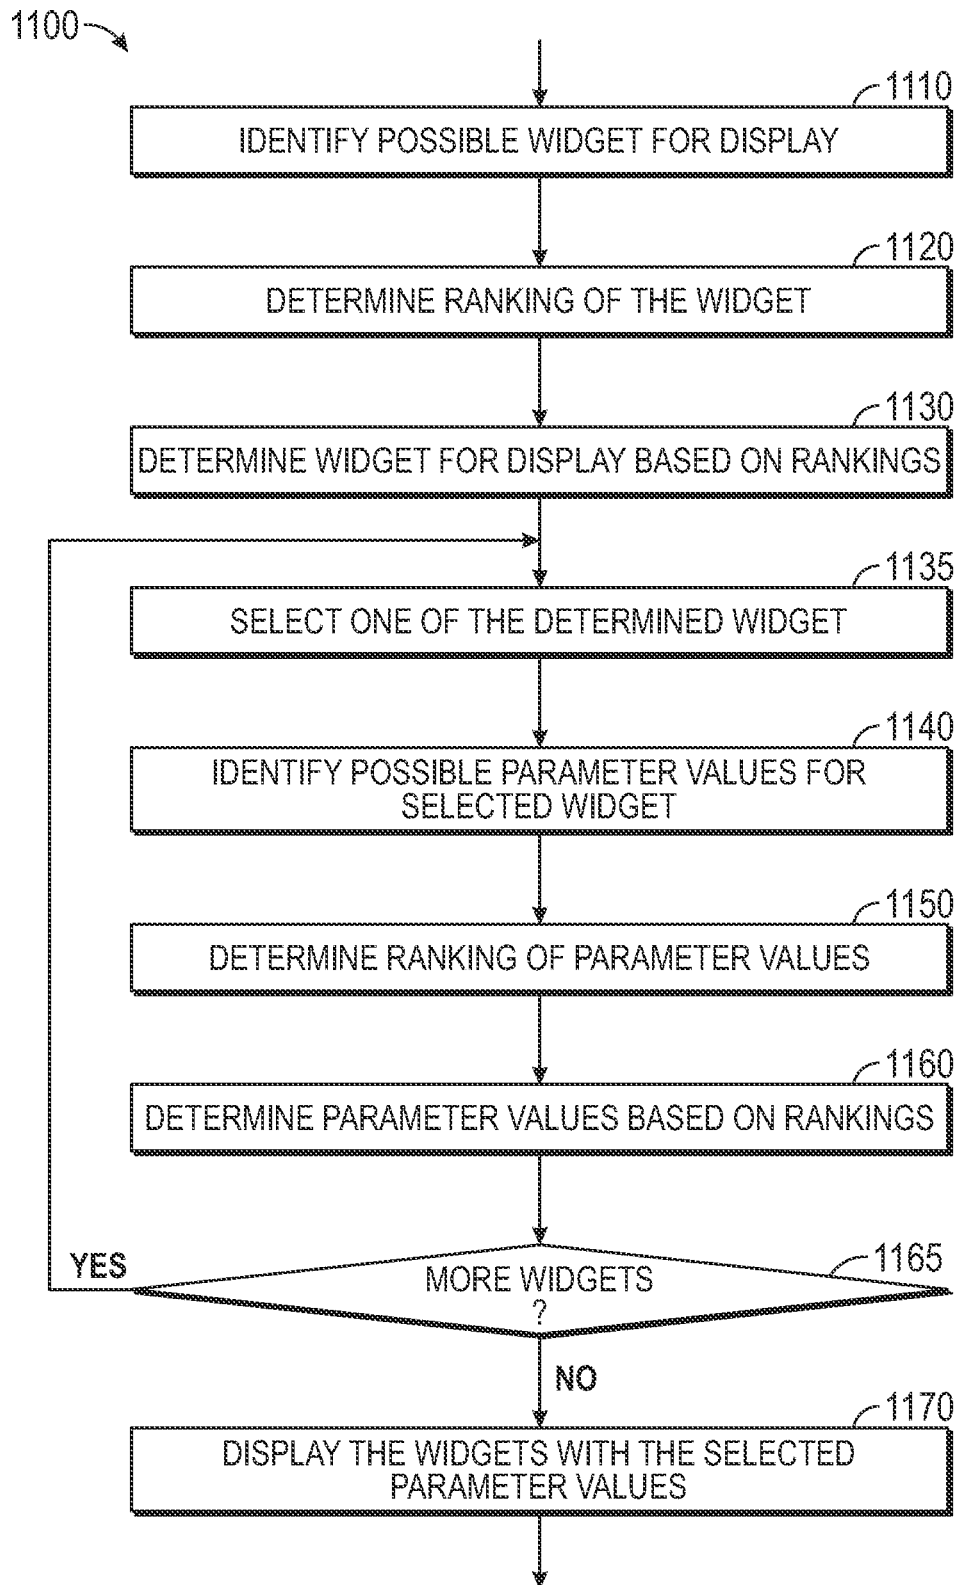 1100
1110
IDENTIFY POSSIBLE WIDGET FOR DISPLAY
1120
DETERMINE RANKING OF THE WIDGET
1130
DETERMINE WIDGET FOR DISPLAY BASED ON RANKINGS
1135
SELECT ONE OF THE DETERMINED WIDGET
1140
IDENTIFY POSSIBLE PARAMETER VALUES FOR
SELECTED WIDGET
1150
DETERMINE RANKING OF PARAMETER VALUES
1160
DETERMINE PARAMETER VALUES BASED ON RANKINGS
YES
1165
MORE WIDGETS
?
NO
1170
DISPLAY THE WIDGETS WITH THE SELECTED
PARAMETER VALUES